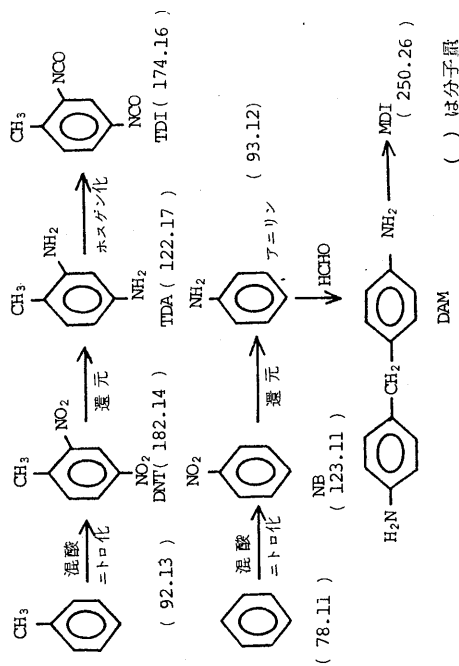 CH₃
混酸
ニトロ化
( 92.13 )
CH₃
NO₂
NO₂
DNT( 182.14 )
還元
CH₃
NH₂
NH₂
TDA ( 122.17 )
ホスゲン化
CH₃
NCO
NCO
TDI ( 174.16 )
( 78.11 )
混酸
ニトロ化
NO₂
NB
( 123.11 )
還元
NH₂
アニリン
( 93.12 )
HCHO
H₂N
CH₂
NH₂
DAM
MDI
( 250.26 )
( ) は分子量